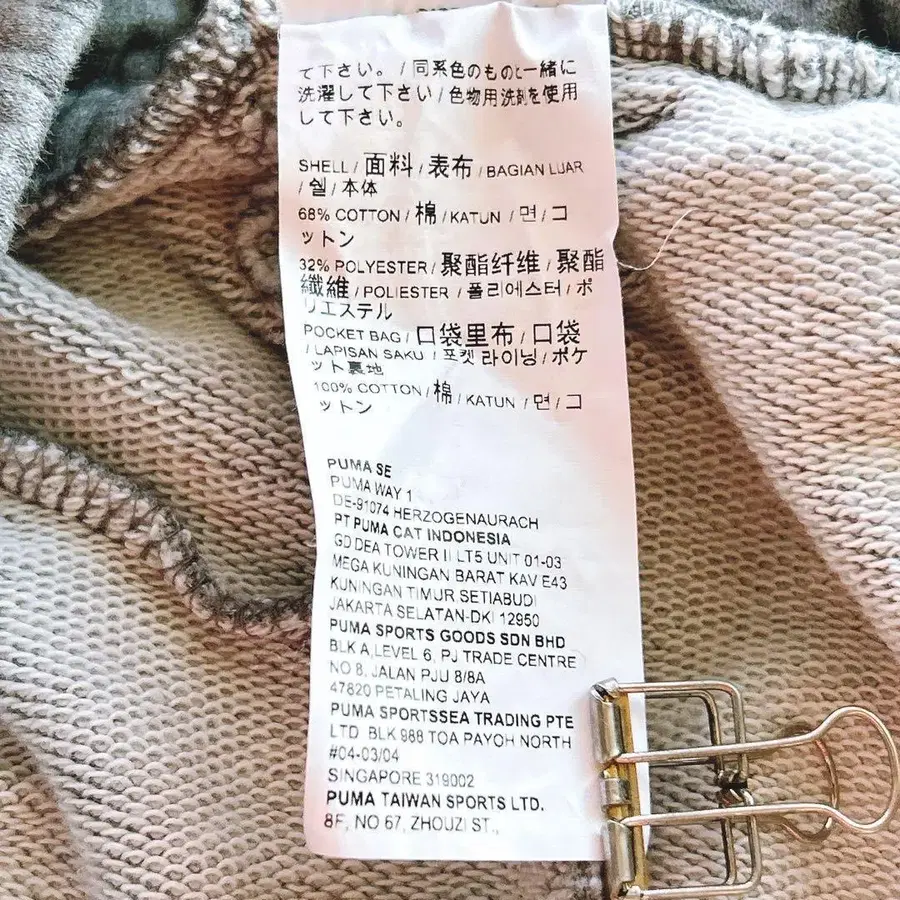 て下さい。/ 同系色のものと一緒に
洗濯して下さい / 色物用洗剤を使用
して下さい。
SHELL / 面料 / 表布 / BAGIAN LUAR
/ 쉘 / 本体
68% COTTON / 棉 / KATUN / 면 / コ
ットン
32% POLYESTER / 聚酯纤维 / 聚酯
纖維 / POLIESTER / 폴리에스터 / ポ
リエステル
POCKET BAG / 口袋里布 / 口袋
/ LAPISAN SAKU / 포켓 라이닝 / ポケ
ット裏地
100% COTTON / 棉 / KATUN / 면 / コ
ットン
PUMA SE
PUMA WAY 1
DE-91074 HERZOGENAURACH
PT PUMA CAT INDONESIA
GD DEA TOWER II LT5 UNIT 01-03
MEGA KUNINGAN BARAT KAV E43
KUNINGAN TIMUR SETIABUDI
JAKARTA SELATAN-DKI 12950
PUMA SPORTS GOODS SDN BHD
BLK A,LEVEL 6, PJ TRADE CENTRE
NO 8, JALAN PJU 8/8A
47820 PETALING JAYA
PUMA SPORTSSEA TRADING PTE
LTD BLK 988 TOA PAYOH NORTH
#04-03/04
SINGAPORE 319002
PUMA TAIWAN SPORTS LTD.
8F, NO 67, ZHOUZI ST.,